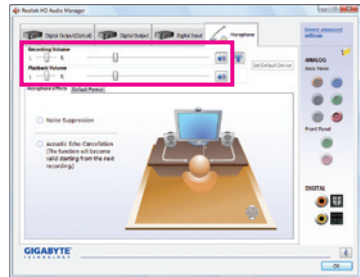 Realtek HD Audio Manager
Digital Output(Optical)
Digital Output
Digital Input
Microphone
Device advanced settings
Recording Volume
L R
Playback Volume
L R
Set Default Device
ANALOG
Back Panel
Microphone Effects
Default Format
Noise Suppression
Acoustic Echo Cancellation
(The function will become
valid starting from the next
recording.)
Front Panel
DIGITAL
GIGABYTE
TECHNOLOGY
OK